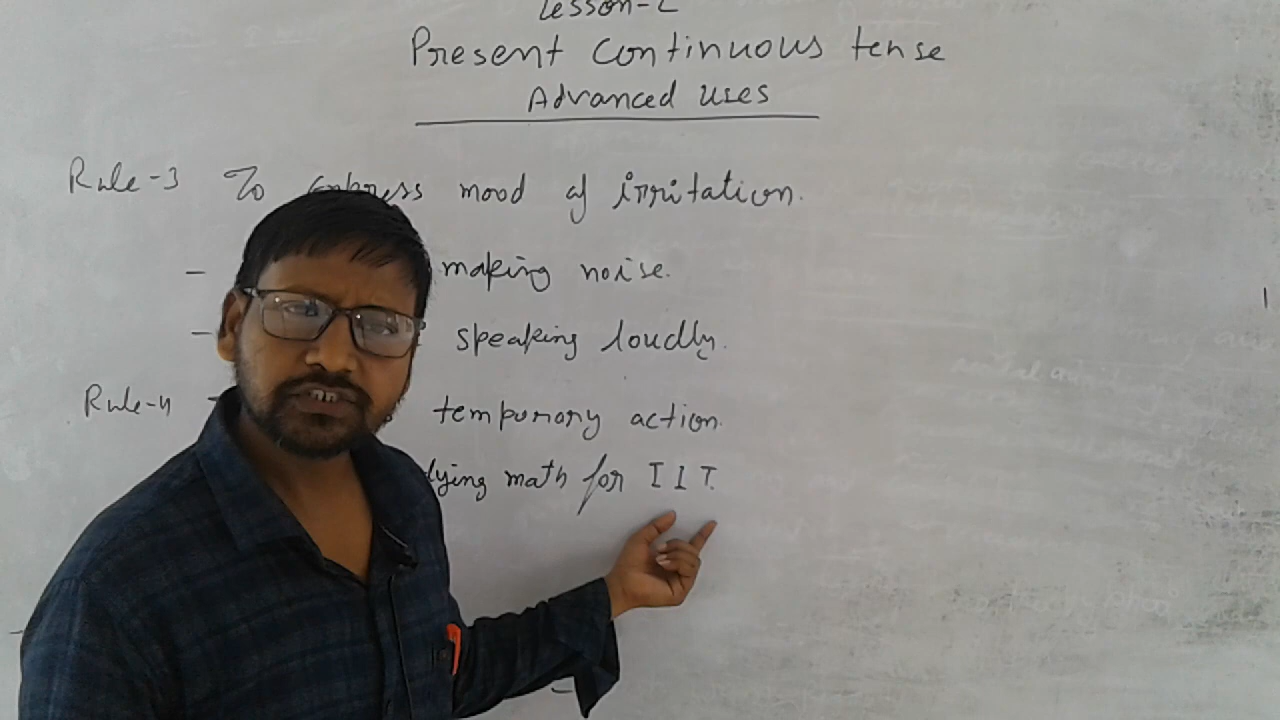 Lesson-2
Present Continuous tense
Advanced uses
Rule-3 To express mood of irritation.
- making noise.
- speaking loudly.
Rule-4 temporary action.
dying math for IIT.